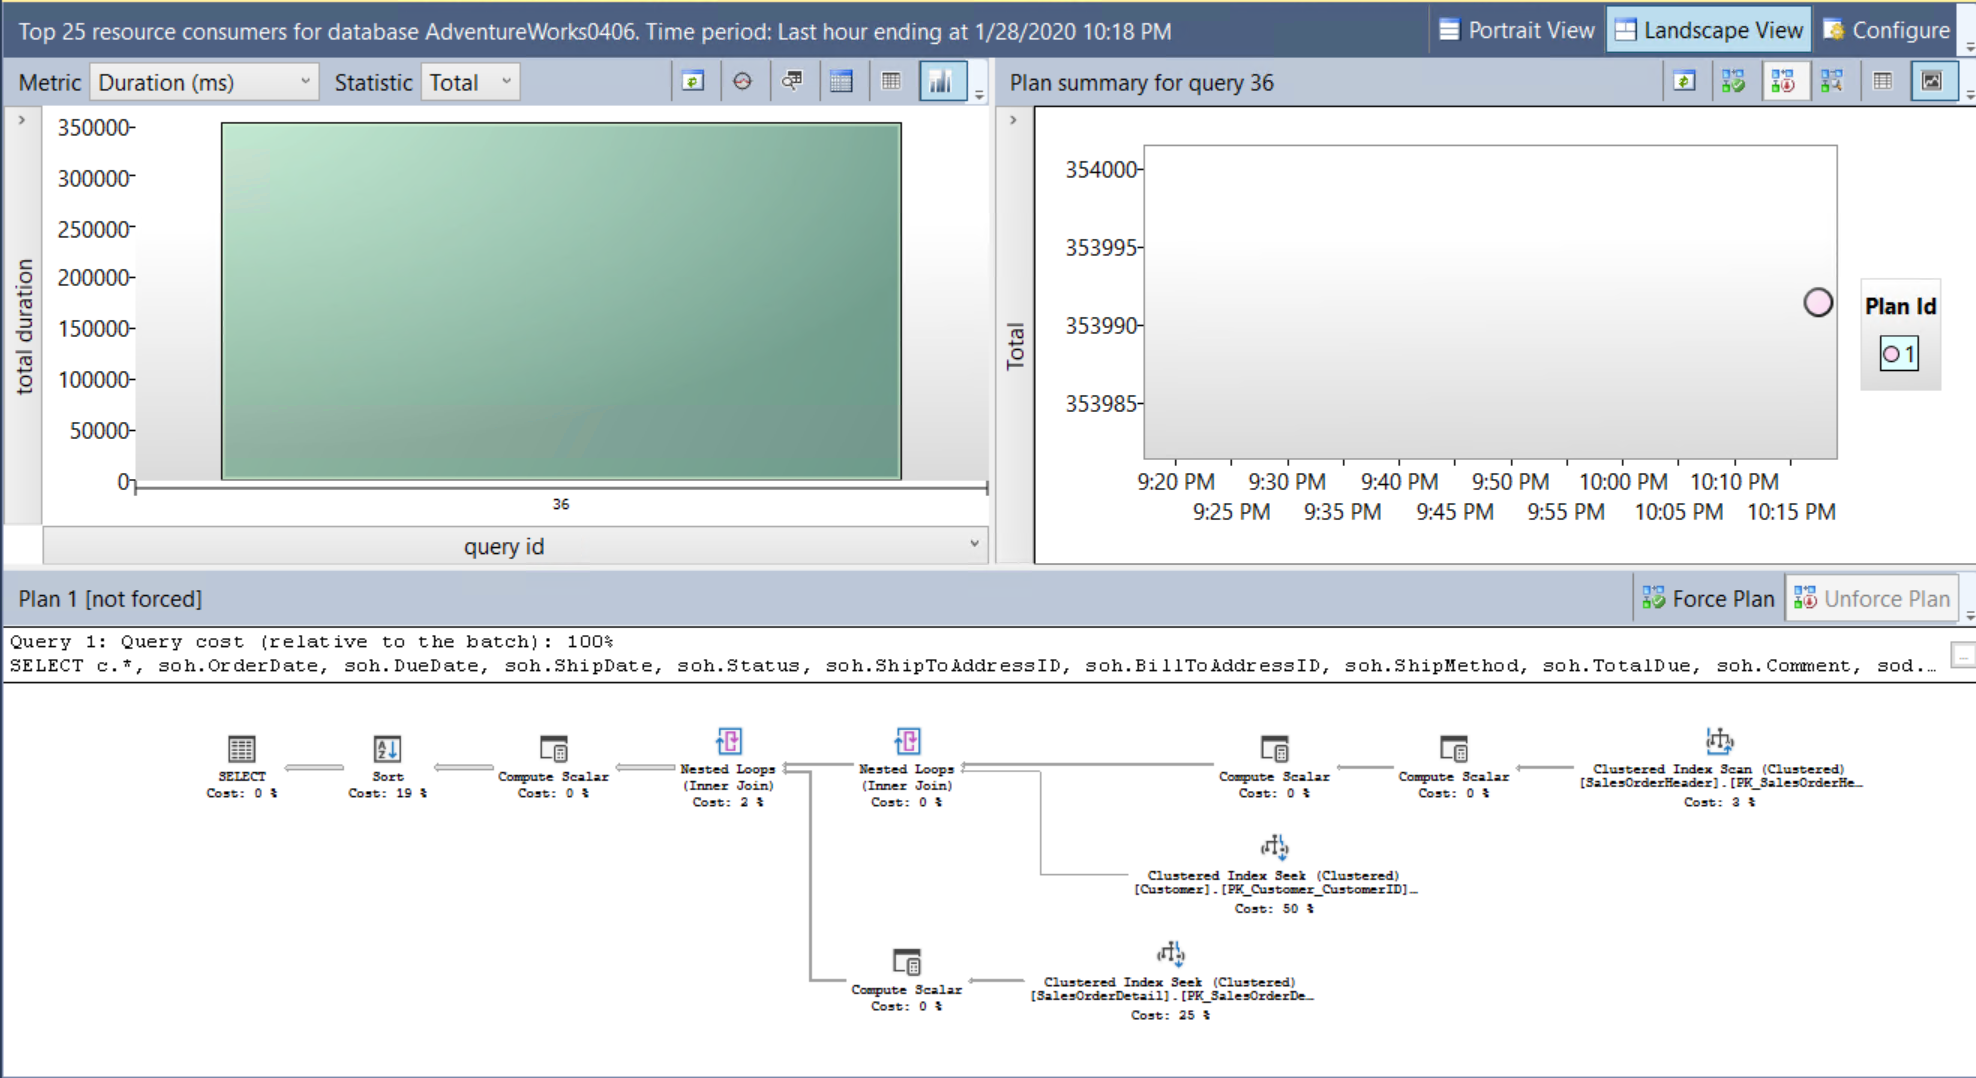 Top 25 resource consumers for database AdventureWorks0406. Time period: Last hour ending at 1/28/2020 10:18 PM
Portrait View
Landscape View
Configure
Metric
Duration (ms)
Statistic
Total
Plan summary for query 36
total duration
350000
300000
250000
200000
150000
100000
50000
0
36
query id
Total
354000
353995
353990
353985
9:20 PM 9:30 PM 9:40 PM 9:50 PM 10:00 PM 10:10 PM
9:25 PM 9:35 PM 9:45 PM 9:55 PM 10:05 PM 10:15 PM
Plan Id
1
Plan 1 [not forced]
Force Plan
Unforce Plan
Query 1: Query cost (relative to the batch): 100%
SELECT c.*, soh.OrderDate, soh.DueDate, soh.ShipDate, soh.Status, soh.ShipToAddressID, soh.BillToAddressID, soh.ShipMethod, soh.TotalDue, soh.Comment, sod.…
...
SELECT
Cost: 0 %
Sort
Cost: 19 %
Compute Scalar
Cost: 0 %
Nested Loops
(Inner Join)
Cost: 2 %
Nested Loops
(Inner Join)
Cost: 0 %
Compute Scalar
Cost: 0 %
Compute Scalar
Cost: 0 %
Clustered Index Scan (Clustered)
[SalesOrderHeader].[PK_SalesOrderHe…
Cost: 3 %
Clustered Index Seek (Clustered)
[Customer].[PK_Customer_CustomerID]…
Cost: 50 %
Compute Scalar
Cost: 0 %
Clustered Index Seek (Clustered)
[SalesOrderDetail].[PK_SalesOrderDe…
Cost: 25 %